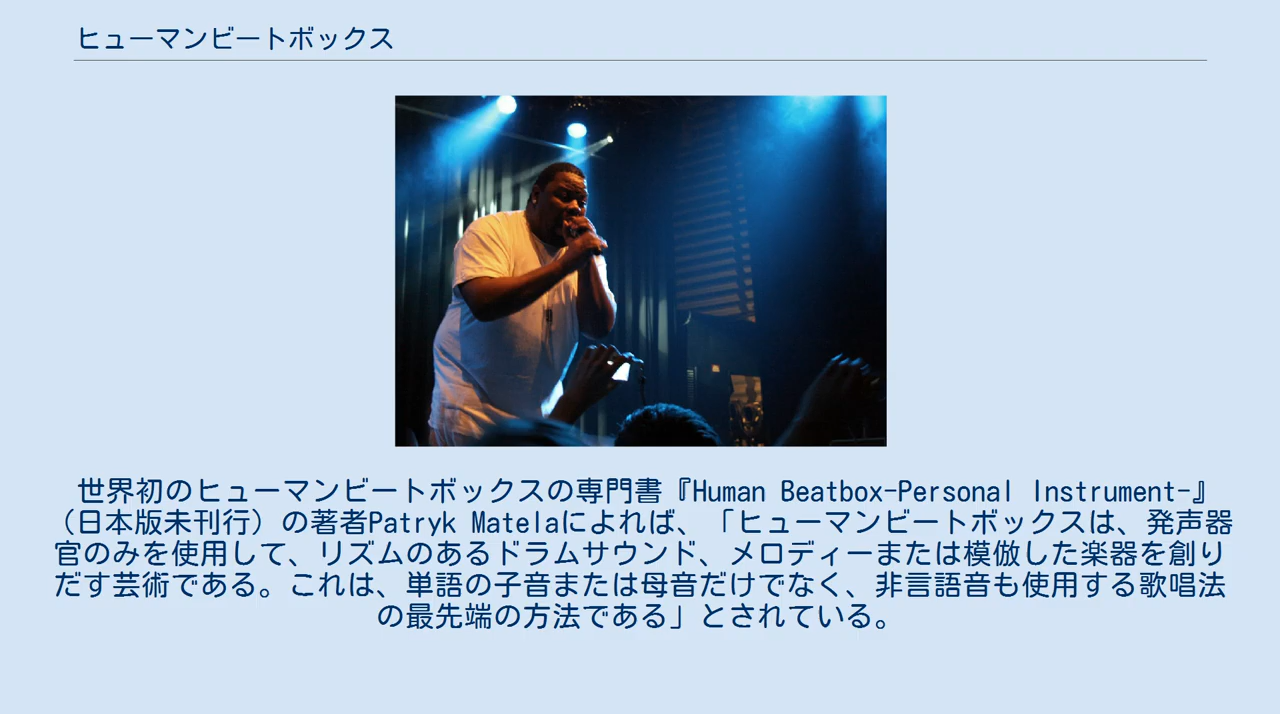 ヒューマンビートボックス
世界初のヒューマンビートボックスの専門書『Human Beatbox-Personal Instrument-』
（日本版未刊行）の著者Patryk Matelaによれば、「ヒューマンビートボックスは、発声器
官のみを使用して、リズムのあるドラムサウンド、メロディーまたは模倣した楽器を創り
だす芸術である。これは、単語の子音または母音だけでなく、非言語音も使用する歌唱法
の最先端の方法である」とされている。